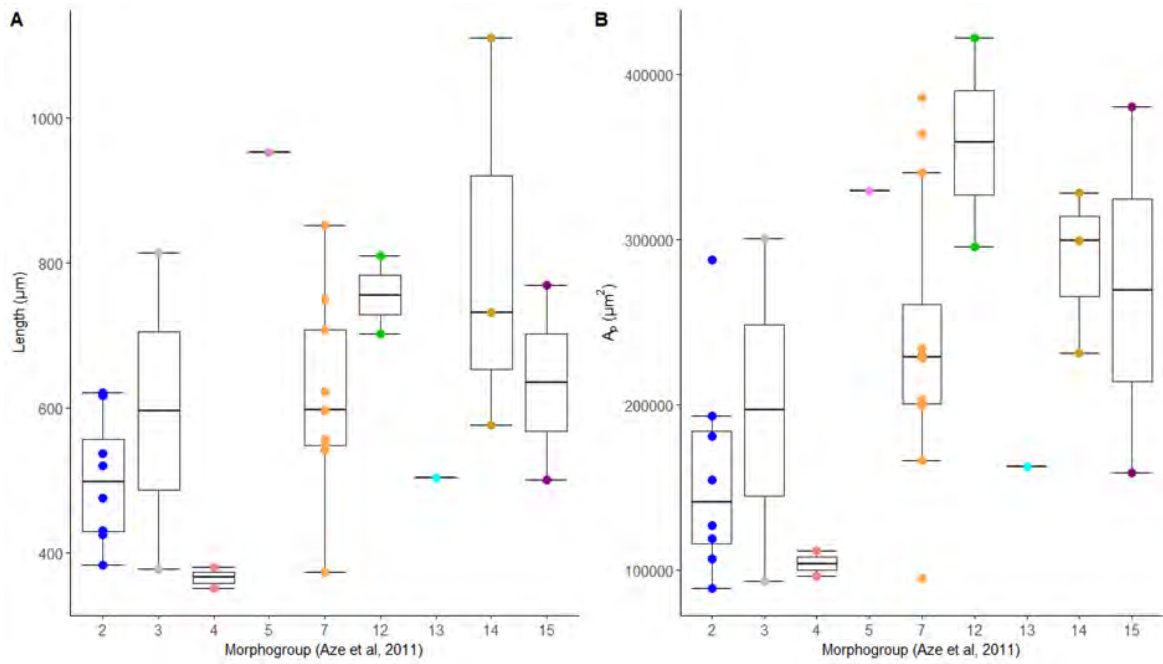 A
Length (µm)
1000
800
600
400
2 3 4 5 7 12 13 14 15
Morphogroup (Aze et al, 2011)
B
Aₚ (µm²)
400000
300000
200000
100000
2 3 4 5 7 12 13 14 15
Morphogroup (Aze et al, 2011)